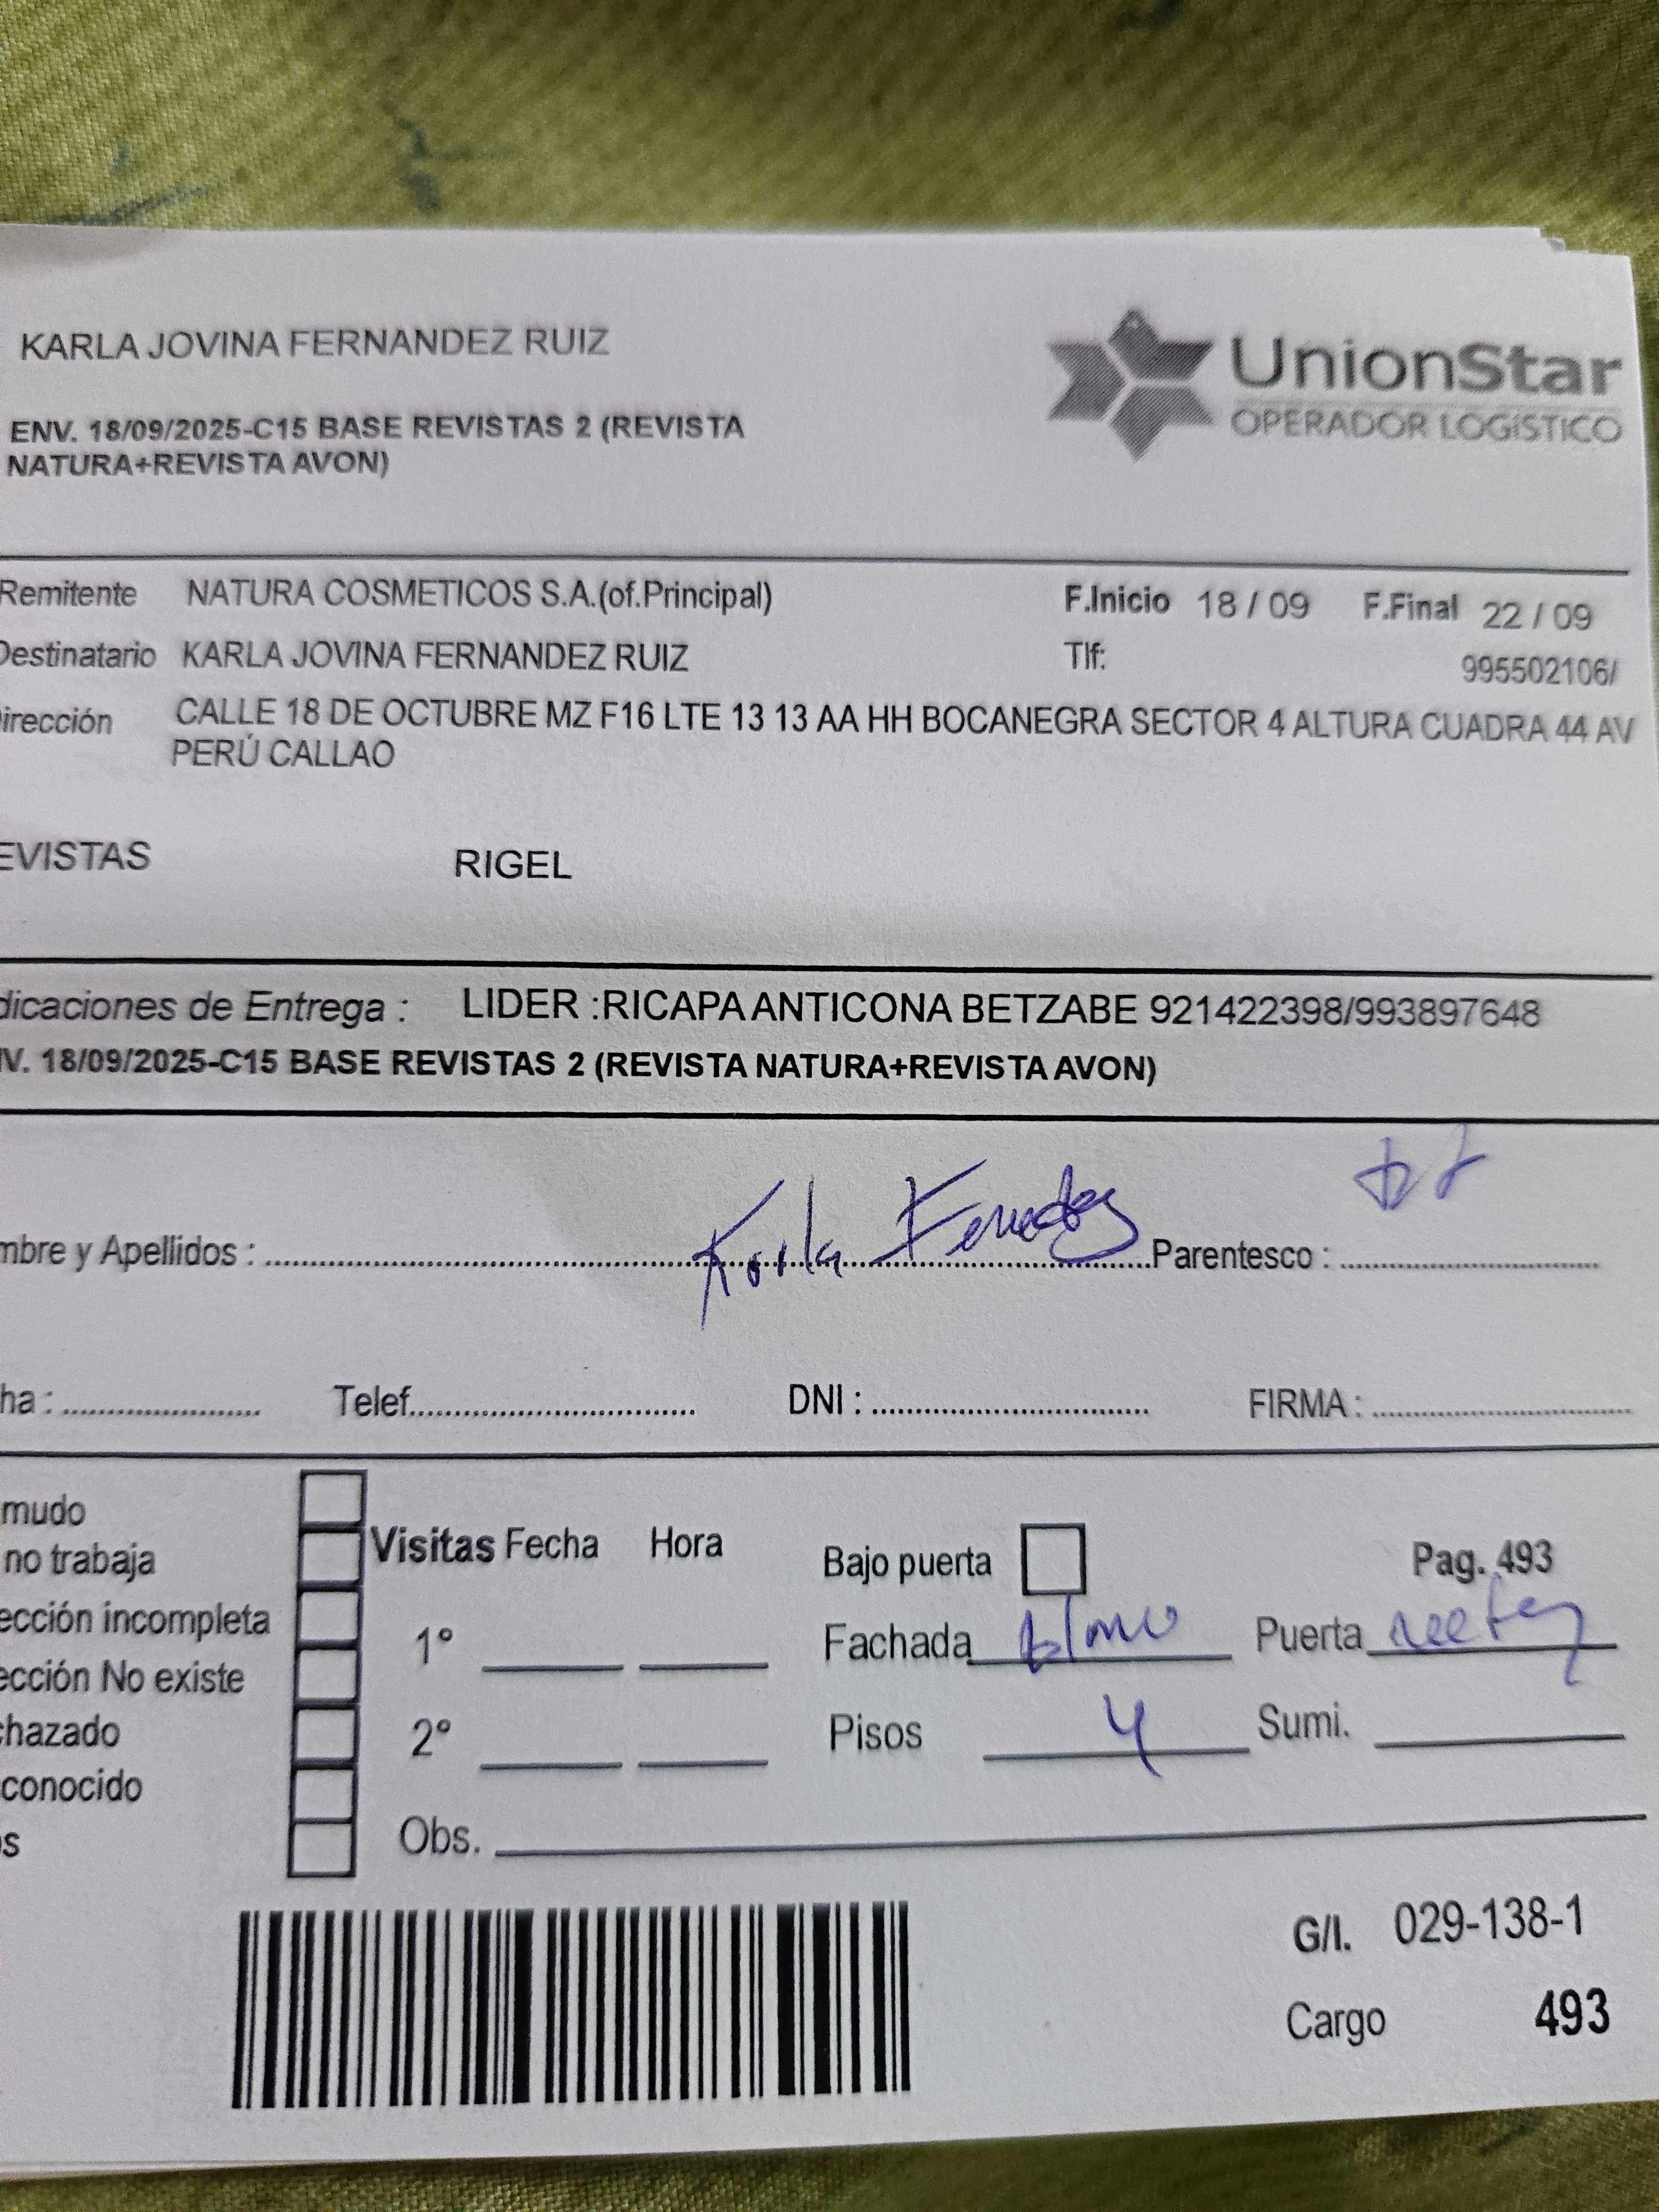 KARLA JOVINA FERNANDEZ RUIZ
UnionStar
OPERADOR LOGÍSTICO
ENV. 18/09/2025-C15 BASE REVISTAS 2 (REVISTA
NATURA+REVISTA AVON)
Remitente NATURA COSMETICOS S.A.(of.Principal) F.Inicio 18 / 09 F.Final 22 / 09
Destinatario KARLA JOVINA FERNANDEZ RUIZ Tlf: 995502106/
irección CALLE 18 DE OCTUBRE MZ F16 LTE 13 13 AA HH BOCANEGRA SECTOR 4 ALTURA CUADRA 44 AV
PERÚ CALLAO
EVISTAS RIGEL
dicaciones de Entrega : LIDER :RICAPA ANTICONA BETZABE 921422398/993897648
NV. 18/09/2025-C15 BASE REVISTAS 2 (REVISTA NATURA+REVISTA AVON)
mbre y Apellidos : Karla Fernandez Parentesco :
ha : Telef. DNI : FIRMA :
mudo
no trabaja
ección incompleta
ección No existe
chazado
conocido
os
Visitas Fecha Hora
1°
2°
Obs.
Bajo puerta Pag. 493
Fachada blanco Puerta
Pisos 4 Sumi.
G/I. 029-138-1
Cargo 493